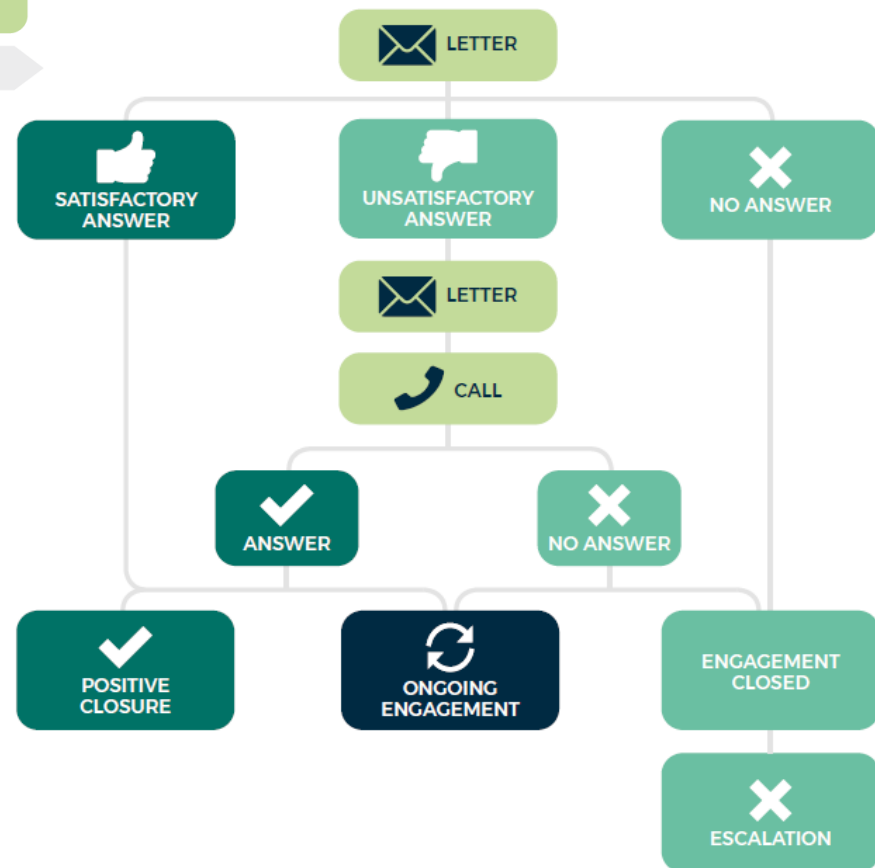 LETTER
SATISFACTORY
ANSWER
UNSATISFACTORY
ANSWER
NO ANSWER
LETTER
CALL
ANSWER
NO ANSWER
POSITIVE
CLOSURE
ONGOING
ENGAGEMENT
ENGAGEMENT
CLOSED
ESCALATION